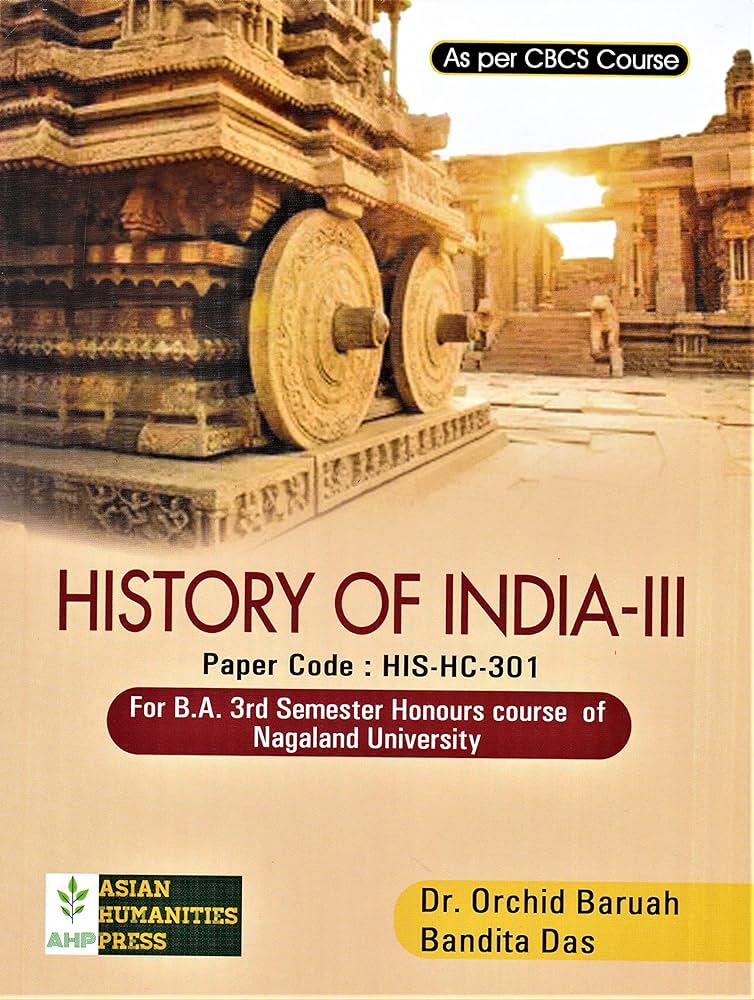 As per CBCS Course
HISTORY OF INDIA-III
Paper Code : HIS-HC-301
For B.A. 3rd Semester Honours course of
Nagaland University
AHP
ASIAN
HUMANITIES
PRESS
Dr. Orchid Baruah
Bandita Das